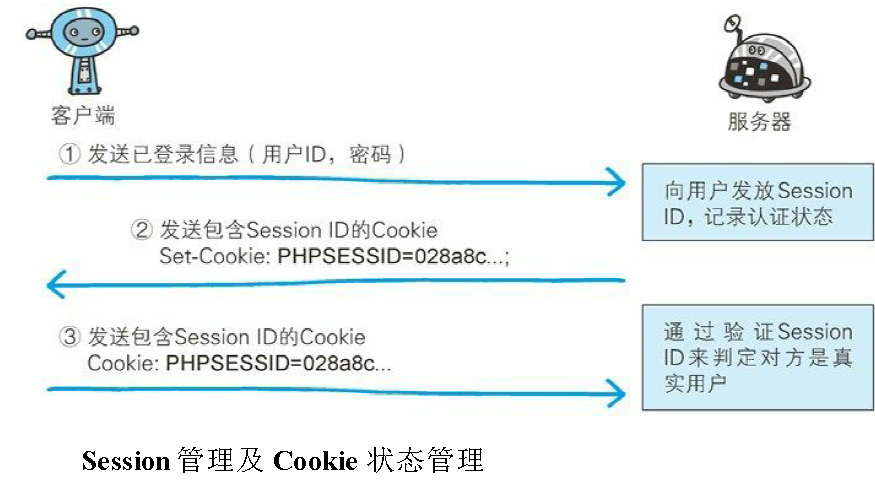 客户端
服务器
① 发送已登录信息（用户ID，密码）
向用户发放Session
ID，记录认证状态
② 发送包含Session ID的Cookie
Set-Cookie: PHPSESSID=028a8c...;
③ 发送包含Session ID的Cookie
Cookie: PHPSESSID=028a8c...
通过验证Session
ID来判定对方是真
实用户
Session 管理及 Cookie 状态管理